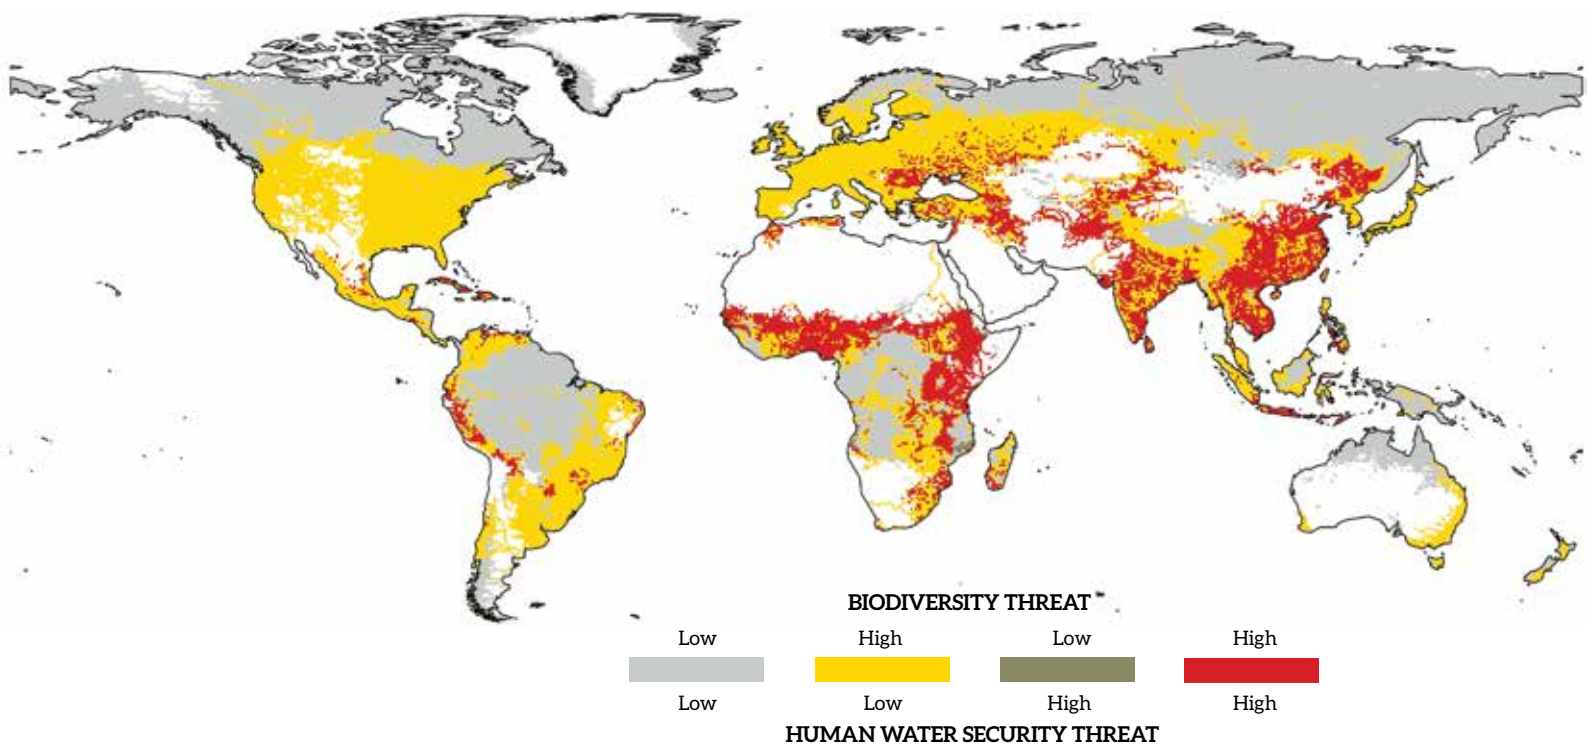 BIODIVERSITY THREAT
Low High Low High
Low Low High High
HUMAN WATER SECURITY THREAT